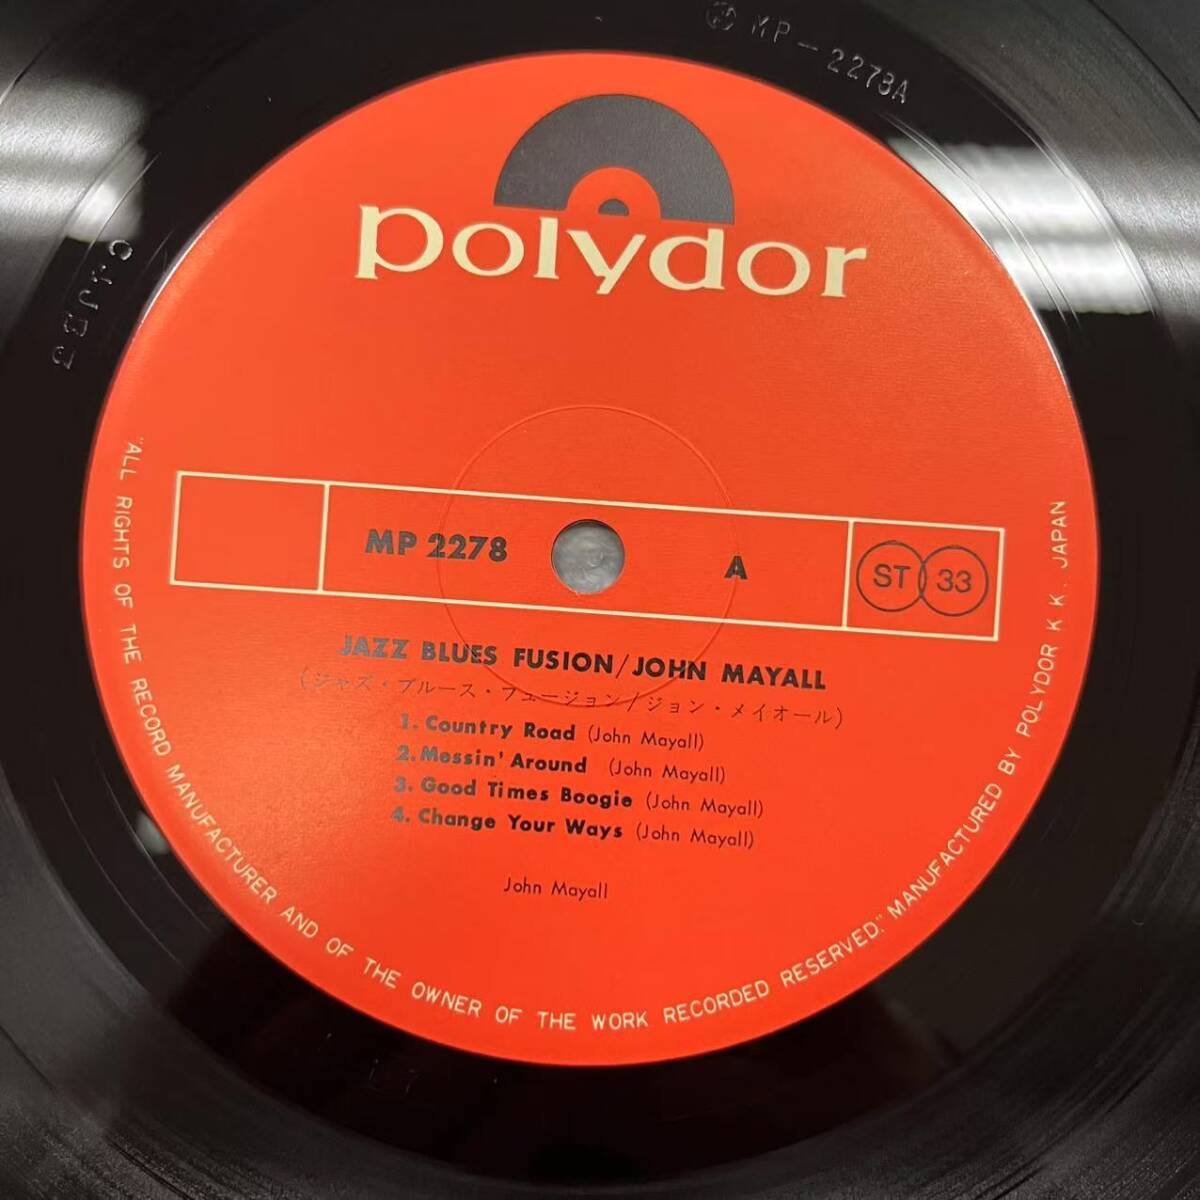 MP-2278A
polydor
MP 2278
A
ST 33
JAZZ BLUES FUSION/JOHN MAYALL
(ジャズ・ブルース・フュージョン/ジョン・メイオール)
1. Country Road (John Mayall)
2. Messin' Around (John Mayall)
3. Good Times Boogie (John Mayall)
4. Change Your Ways (John Mayall)
John Mayall
"ALL RIGHTS OF THE RECORD MANUFACTURER AND OF THE OWNER OF THE WORK RECORDED RESERVED." MANUFACTURED BY POLYDOR K K. JAPAN